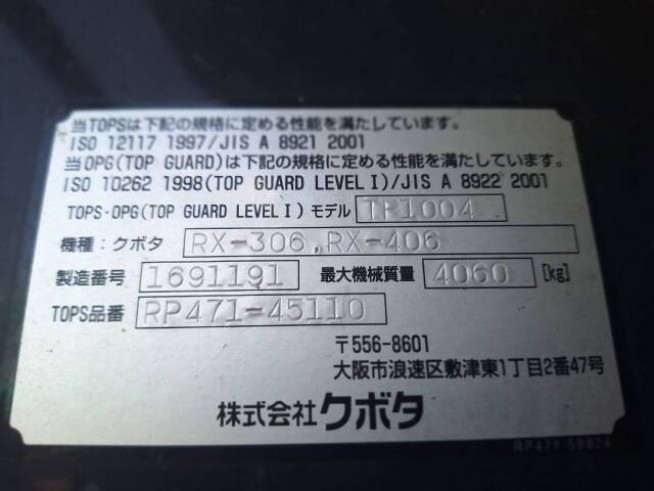 当TOPSは下記の規格に定める性能を満たしています。
ISO 12117 1997/JIS A 8921 2001
当OPG(TOP GUARD)は下記の規格に定める性能を満たしています。
ISO 10262 1998(TOP GUARD LEVEL I)/JIS A 8922 2001
TOPS・OPG(TOP GUARD LEVEL I) モデル TP1004
機種：クボタ RX-306,RX-406
製造番号 1691191 最大機械質量 4060 [kg]
TOPS品番 RP471-45110
〒556-8601
大阪市浪速区敷津東1丁目2番47号
株式会社クボタ